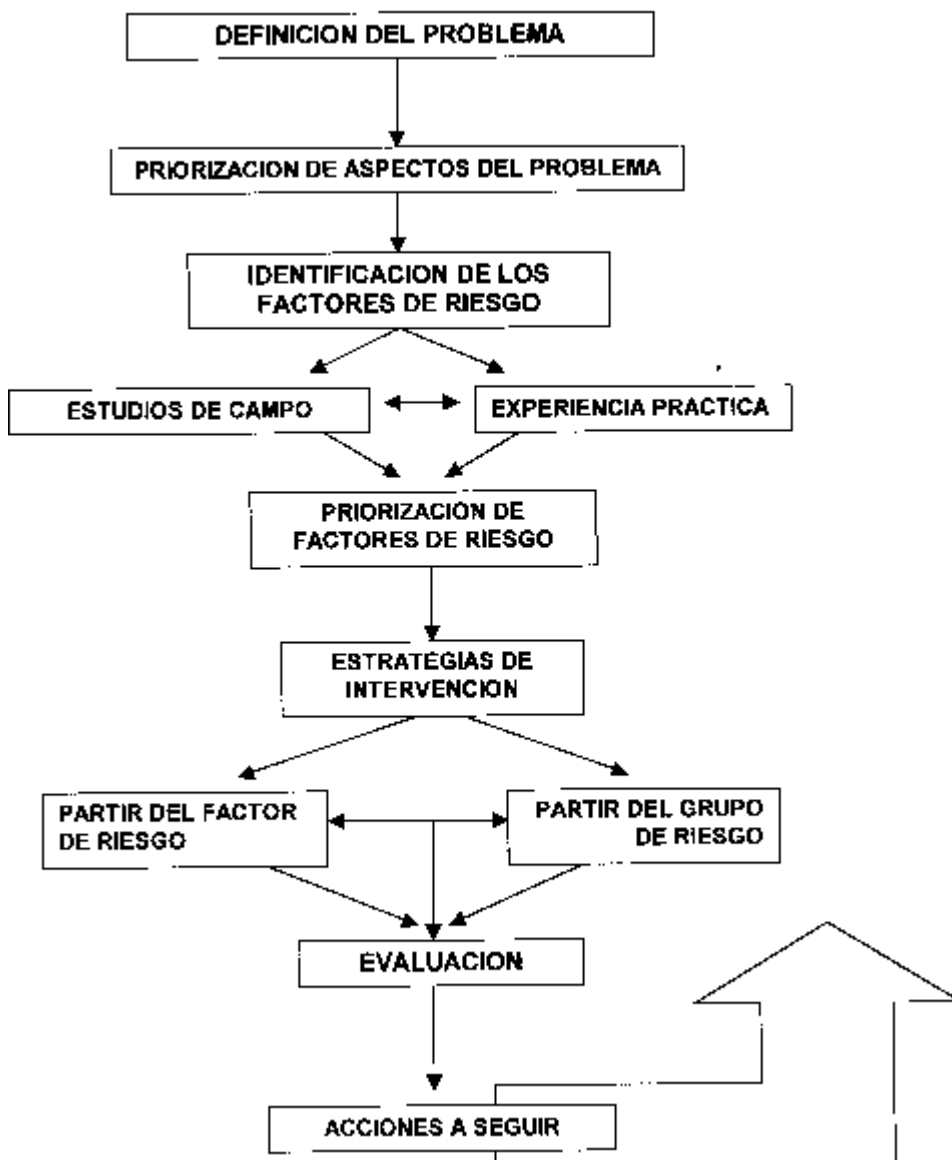 DEFINICION DEL PROBLEMA
PRIORIZACION DE ASPECTOS DEL PROBLEMA
IDENTIFICACION DE LOS
FACTORES DE RIESGO
ESTUDIOS DE CAMPO
EXPERIENCIA PRACTICA
PRIORIZACIÓN DE
FACTORES DE RIESGO
ESTRATEGIAS DE
INTERVENCION
PARTIR DEL FACTOR
DE RIESGO
PARTIR DEL GRUPO
DE RIESGO
EVALUACION
ACCIONES A SEGUIR